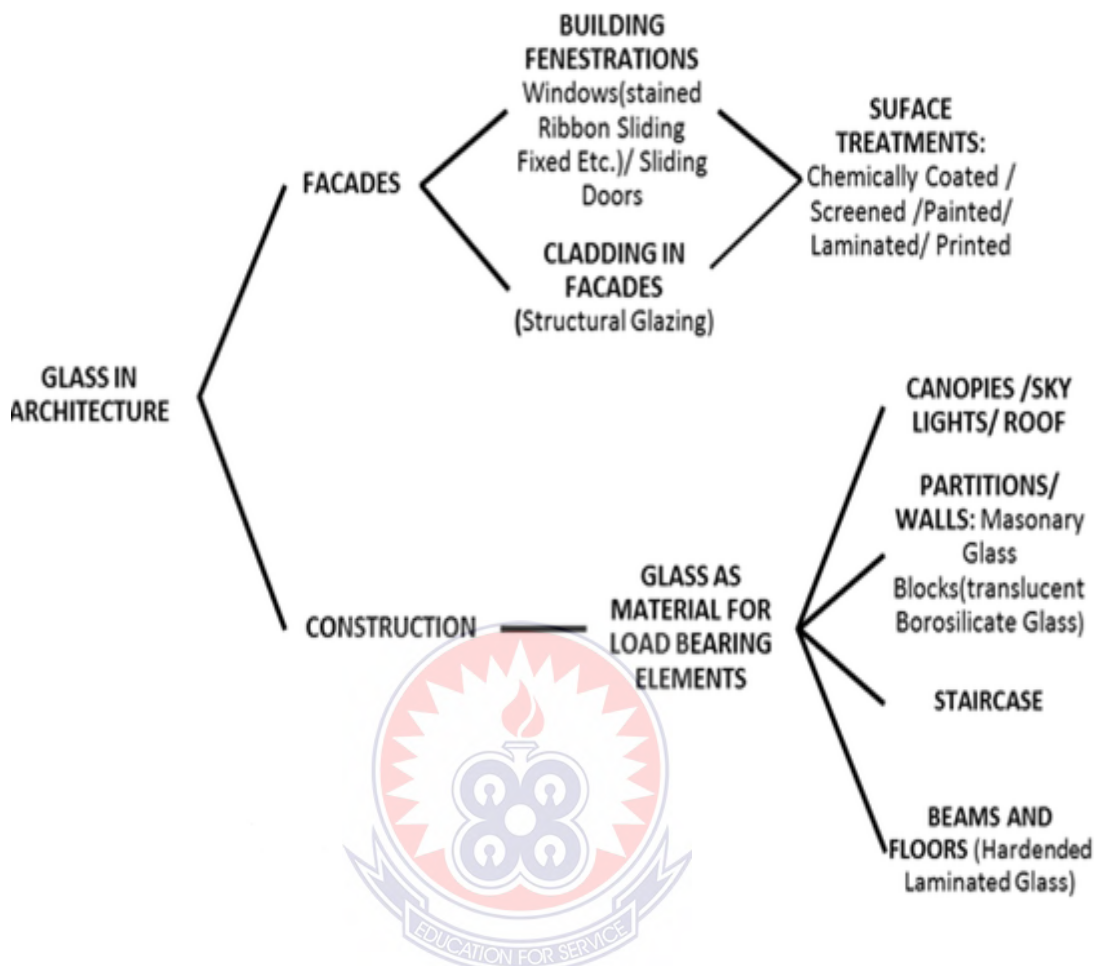 BUILDING
FENESTRATIONS
Windows(stained
Ribbon Sliding
Fixed Etc.)/ Sliding
Doors
SUFACE
TREATMENTS:
Chemically Coated /
Screened /Painted/
Laminated/ Printed
FACADES
CLADDING IN
FACADES
(Structural Glazing)
GLASS IN
ARCHITECTURE
CANOPIES /SKY
LIGHTS/ ROOF
PARTITIONS/
WALLS: Masonary
Glass
Blocks(translucent
Borosilicate Glass)
GLASS AS
MATERIAL FOR
LOAD BEARING
ELEMENTS
CONSTRUCTION
STAIRCASE
BEAMS AND
FLOORS (Hardended
Laminated Glass)
EDUCATION FOR SERVICE